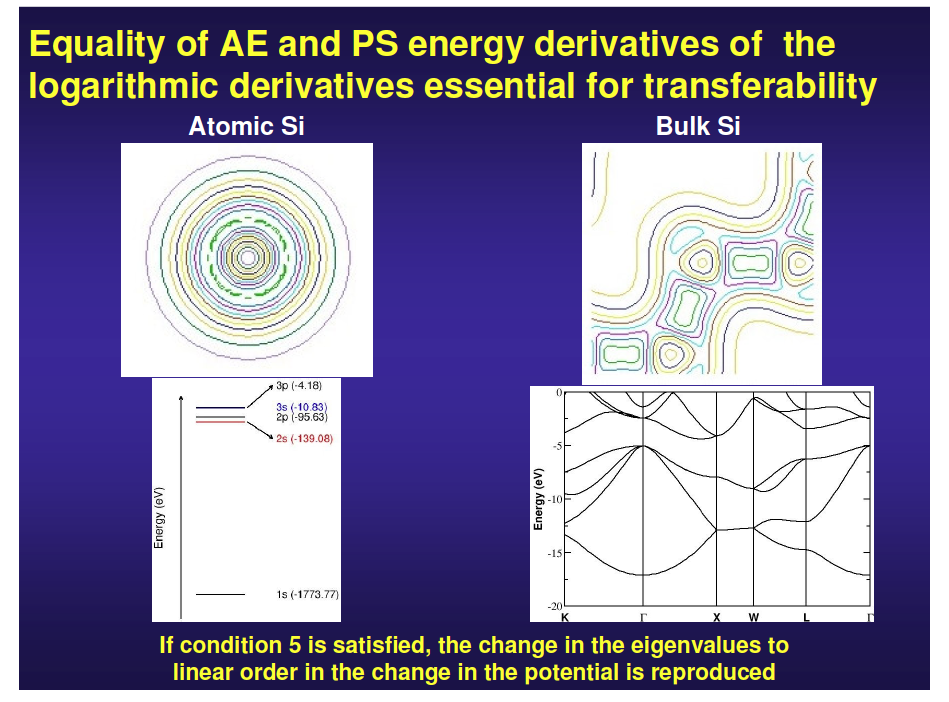 Equality of AE and PS energy derivatives of the
logarithmic derivatives essential for transferability
Atomic Si
Bulk Si
3p (-4.18)
3s (-10.83)
2p (-95.63)
2s (-139.08)
Energy (eV)
1s (-1773.77)
0
-5
-10
-15
-20
Energy (eV)
K Γ X W L Γ
If condition 5 is satisfied, the change in the eigenvalues to
linear order in the change in the potential is reproduced